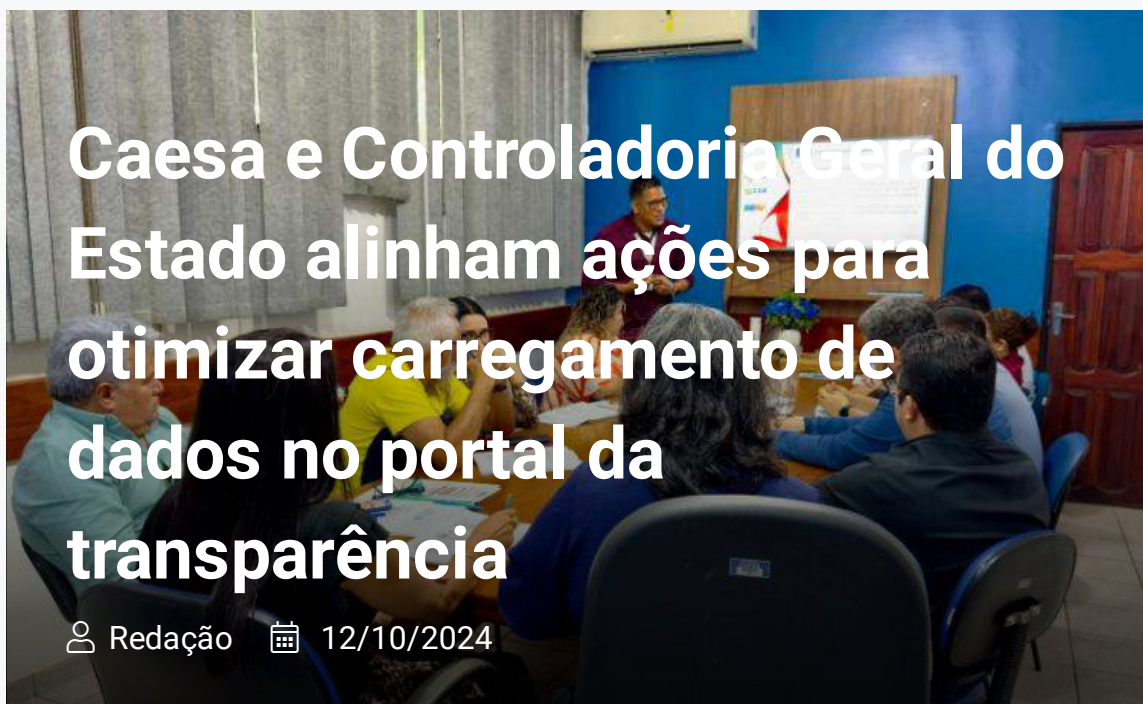 Caesa e Controladoria Geral do
Estado alinham ações para
otimizar carregamento de
dados no portal da
transparência
Redação 12/10/2024